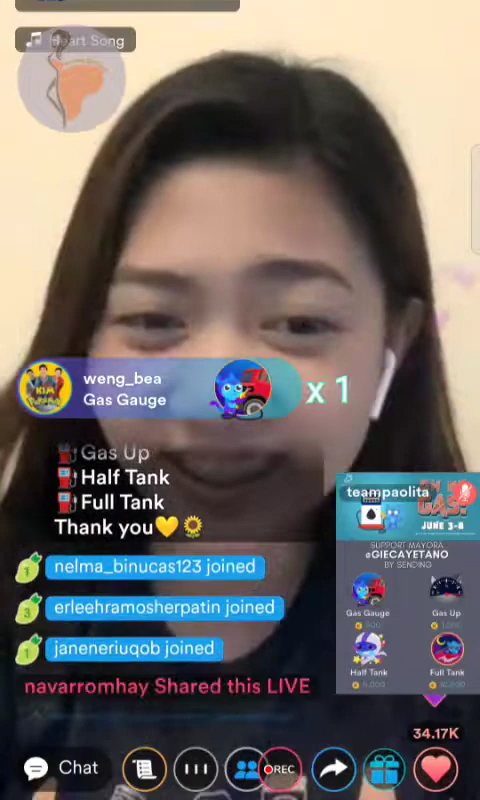 Heart Song
weng_bea
Gas Gauge
x 1
Gas Up
Half Tank
Full Tank
Thank you💛🌻
nelma_binucas123 joined
erleehramosherpatin joined
janeneriuqob joined
navarromhay Shared this LIVE
teampaolita
GAS!
JUNE 3-8
SUPPORT MAYORA
@GIECAYETANO
BY SENDING
Gas Gauge
Gas Up
Half Tank
Full Tank
34.17K
Chat
REC